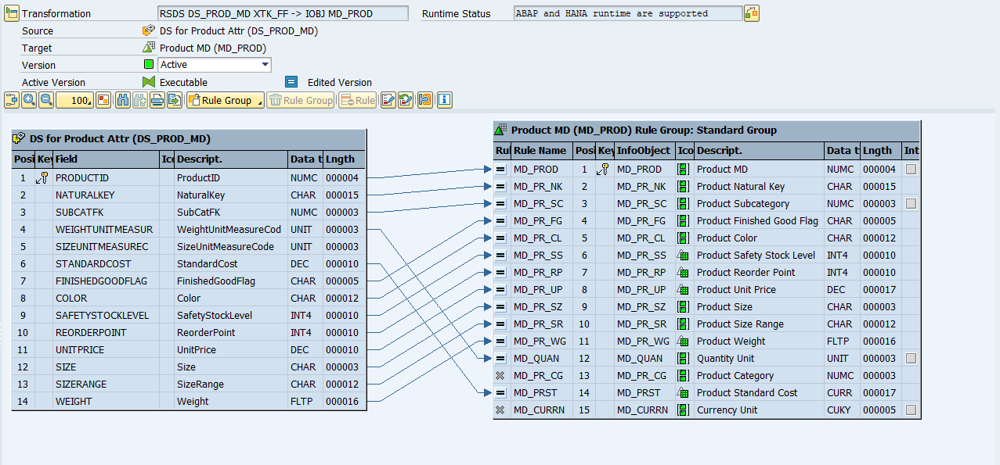 Transformation RSDS DS_PROD_MD XTK_FF -> IOBJ MD_PROD Runtime Status ABAP and HANA runtime are supported
Source DS for Product Attr (DS_PROD_MD)
Target Product MD (MD_PROD)
Version Active
Active Version Executable Edited Version
100 Rule Group Rule Group Rule
DS for Product Attr (DS_PROD_MD)
Posi Key Field Ico Descript. Data t Lngth
1 PRODUCTID ProductID NUMC 000004
2 NATURALKEY NaturalKey CHAR 000015
3 SUBCATFK SubCatFK NUMC 000003
4 WEIGHTUNITMEASUR WeightUnitMeasureCod UNIT 000003
5 SIZEUNITMEASUREC SizeUnitMeasureCode UNIT 000003
6 STANDARDCOST StandardCost DEC 000010
7 FINISHEDGOODFLAG FinishedGoodFlag CHAR 000005
8 COLOR Color CHAR 000012
9 SAFETYSTOCKLEVEL SafetyStockLevel INT4 000010
10 REORDERPOINT ReorderPoint INT4 000010
11 UNITPRICE UnitPrice DEC 000010
12 SIZE Size CHAR 000003
13 SIZERANGE SizeRange CHAR 000012
14 WEIGHT Weight FLTP 000016
Product MD (MD_PROD) Rule Group: Standard Group
Rul Rule Name Posi Key InfoObject Ico Descript. Data t Lngth Int
MD_PROD 1 MD_PROD Product MD NUMC 000004
MD_PR_NK 2 MD_PR_NK Product Natural Key CHAR 000015
MD_PR_SC 3 MD_PR_SC Product Subcategory NUMC 000003
MD_PR_FG 4 MD_PR_FG Product Finished Good Flag CHAR 000005
MD_PR_CL 5 MD_PR_CL Product Color CHAR 000012
MD_PR_SS 6 MD_PR_SS Product Safety Stock Level INT4 000010
MD_PR_RP 7 MD_PR_RP Product Reorder Point INT4 000010
MD_PR_UP 8 MD_PR_UP Product Unit Price DEC 000017
MD_PR_SZ 9 MD_PR_SZ Product Size CHAR 000003
MD_PR_SR 10 MD_PR_SR Product Size Range CHAR 000012
MD_PR_WG 11 MD_PR_WG Product Weight FLTP 000016
MD_QUAN 12 MD_QUAN Quantity Unit UNIT 000003
MD_PR_CG 13 MD_PR_CG Product Category NUMC 000003
MD_PRST 14 MD_PRST Product Standard Cost CURR 000017
MD_CURRN 15 MD_CURRN Currency Unit CUKY 000005